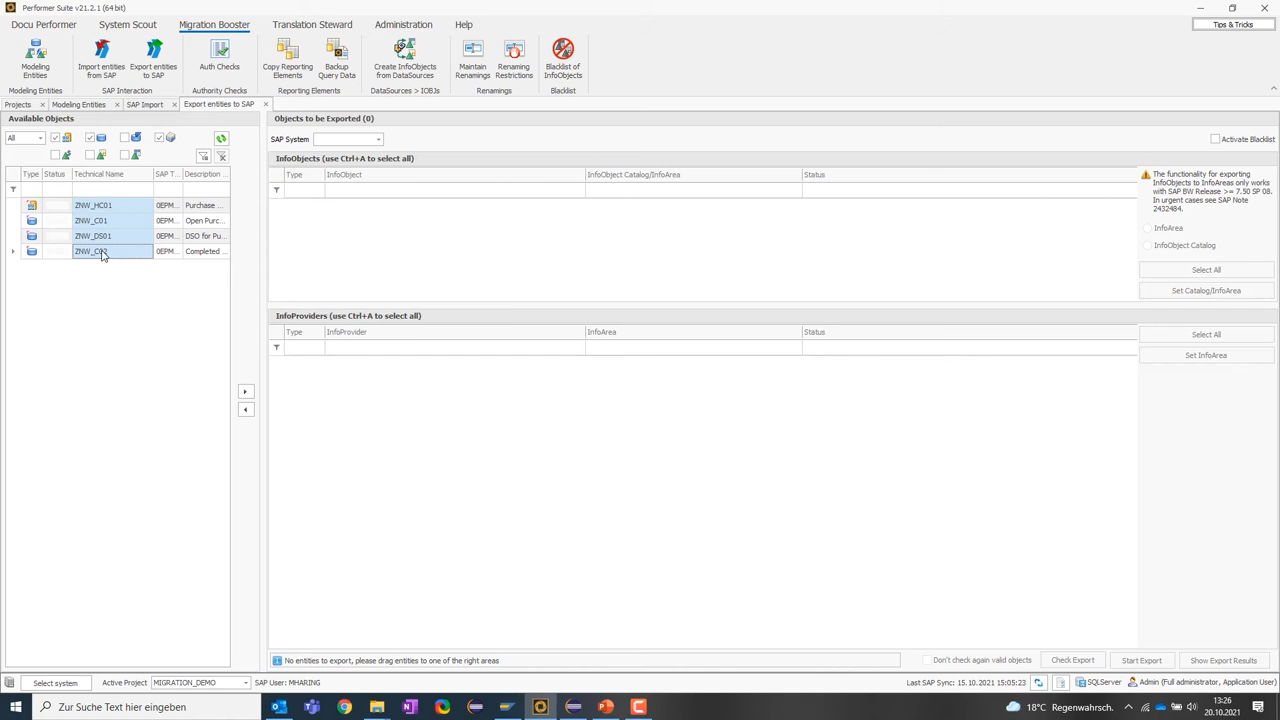 Performer Suite v21.2.1 (64 bit)
Docu Performer System Scout Migration Booster Translation Steward Administration Help
Tips & Tricks
Modeling Entities
Import entities from SAP
Export entities to SAP
Auth Checks
Copy Reporting Elements
Backup Query Data
Create InfoObjects from DataSources
Maintain Renamings
Renaming Restrictions
Blacklist of InfoObjects
Modeling Entities SAP Interaction Authority Checks Reporting Elements DataSources > IOBJs Renamings Blacklist
Projects Modeling Entities SAP Import Export entities to SAP
Available Objects
All
Type Status Technical Name SAP T... Description ...
ZNW_HC01 0EPM... Purchase ...
ZNW_C01 0EPM... Open Purc...
ZNW_DS01 0EPM... DSO for Pu...
ZNW_C02 0EPM... Completed ...
Objects to be Exported (0)
SAP System
Activate Blacklist
InfoObjects (use Ctrl+A to select all)
Type InfoObject InfoObject Catalog/InfoArea Status
The functionality for exporting
InfoObjects to InfoAreas only works
with SAP BW Release >= 7.50 SP 08.
In urgent cases see SAP Note
2432484.
InfoArea
InfoObject Catalog
Select All
Set Catalog/InfoArea
InfoProviders (use Ctrl+A to select all)
Type InfoProvider InfoArea Status
Select All
Set InfoArea
No entities to export, please drag entities to one of the right areas
Don't check again valid objects
Check Export
Start Export
Show Export Results
Select system Active Project MIGRATION_DEMO SAP User: MHARING
Last SAP Sync: 15.10.2021 15:05:23 SQLServer Admin (Full administrator, Application User)
Zur Suche Text hier eingeben
18°C Regenwahrsch.
13:26
20.10.2021